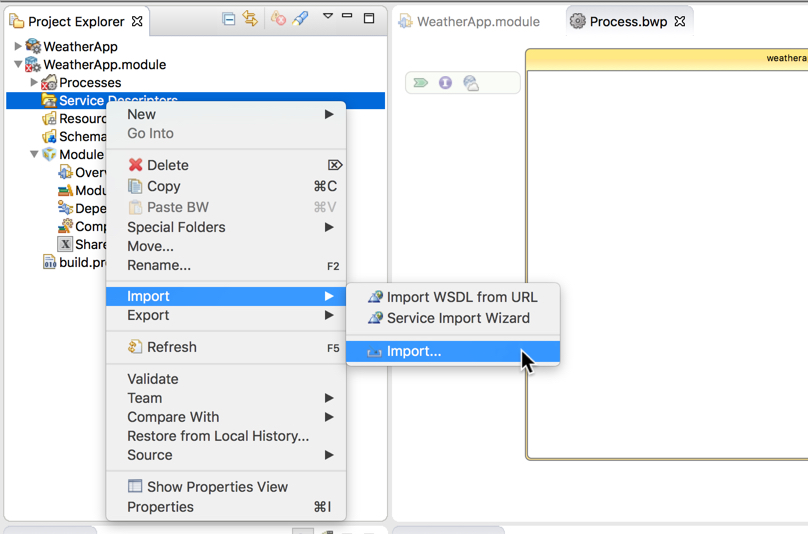 Project Explorer
WeatherApp
WeatherApp.module
Processes
Service Descriptors
Resourc
Schema
Module
Over
Modu
Depe
Comp
Share
build.pr
New
Go Into
Delete
Copy ⌘C
Paste BW ⌘V
Special Folders
Move...
Rename... F2
Import
Export
Refresh F5
Validate
Team
Compare With
Restore from Local History...
Source
Show Properties View
Properties ⌘I
Import WSDL from URL
Service Import Wizard
Import...
WeatherApp.module
Process.bwp
weathera